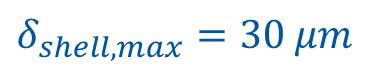 δ_shell,max = 30 μm